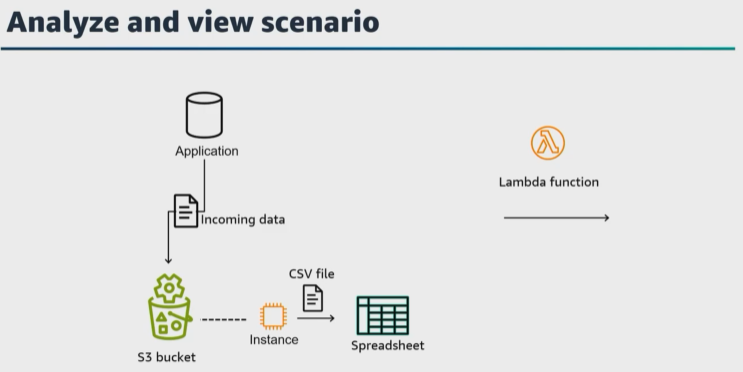 Analyze and view scenario
Application
Incoming data
Lambda function
CSV file
Instance
Spreadsheet
S3 bucket